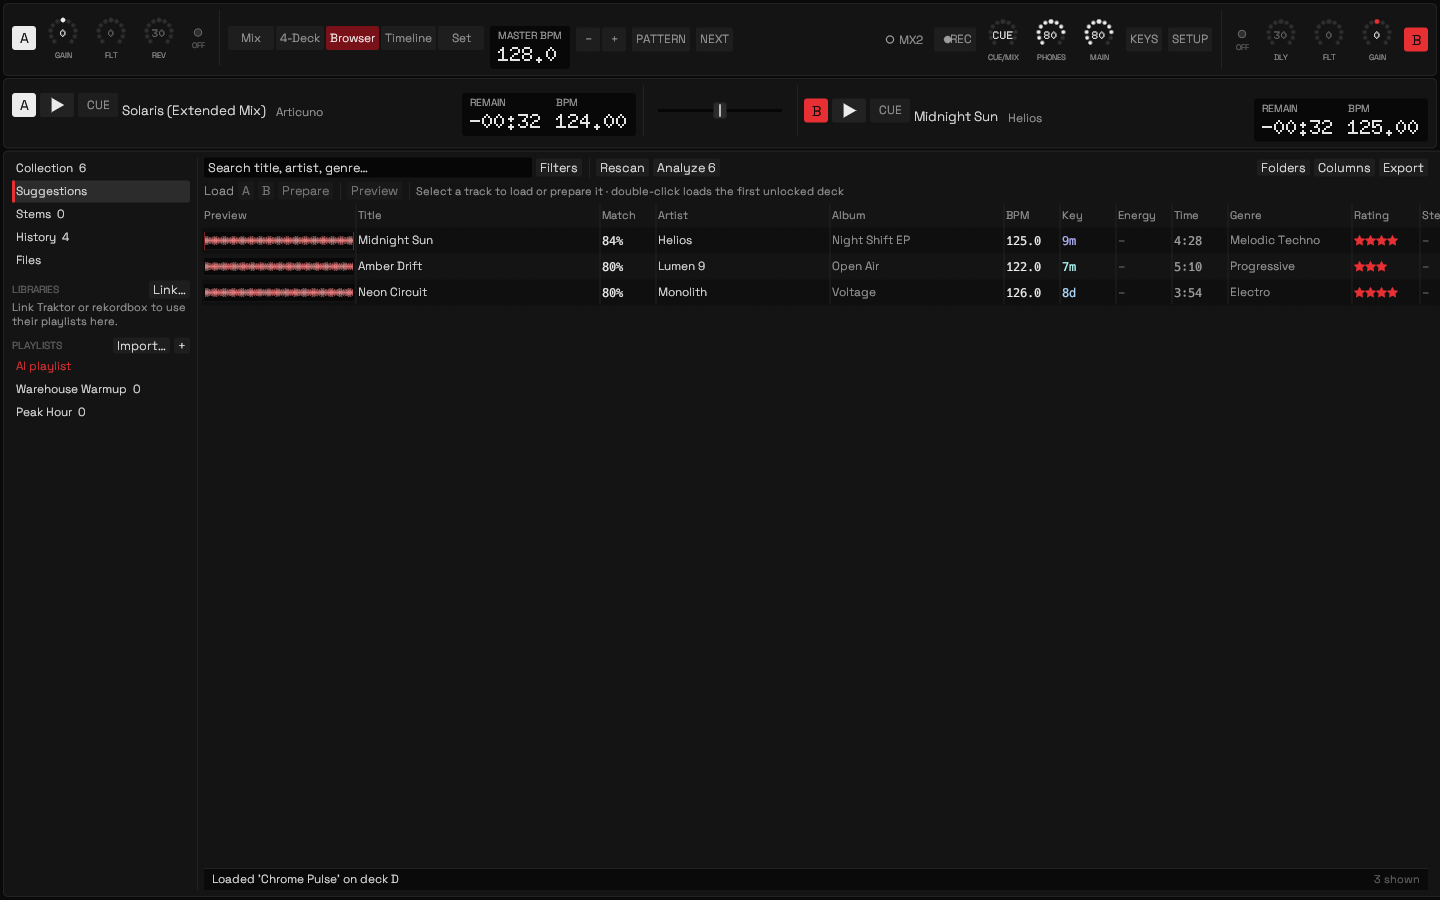 A 0 GAIN 0 FLT 30 REV OFF Mix 4-Deck Browser Timeline Set MASTER BPM 128.0 − + PATTERN NEXT MX2 REC CUE CUE/MIX 80 PHONES 80 MAIN KEYS SETUP OFF 30 DLY 0 FLT 0 GAIN B
A CUE Solaris (Extended Mix) Articuno REMAIN -00:32 BPM 124.00 B CUE Midnight Sun Helios REMAIN -00:32 BPM 125.00
Collection 6
Suggestions
Stems 0
History 4
Files
LIBRARIES Link...
Link Traktor or rekordbox to use
their playlists here.
PLAYLISTS Import... +
AI playlist
Warehouse Warmup 0
Peak Hour 0
Search title, artist, genre... Filters Rescan Analyze 6 Folders Columns Export
Load A B Prepare Preview Select a track to load or prepare it · double-click loads the first unlocked deck
Preview Title Match Artist Album BPM Key Energy Time Genre Rating Ste
Midnight Sun 84% Helios Night Shift EP 125.0 9m – 4:28 Melodic Techno ★★★★ –
Amber Drift 80% Lumen 9 Open Air 122.0 7m – 5:10 Progressive ★★★ –
Neon Circuit 80% Monolith Voltage 126.0 8d – 3:54 Electro ★★★★ –
Loaded 'Chrome Pulse' on deck D 3 shown